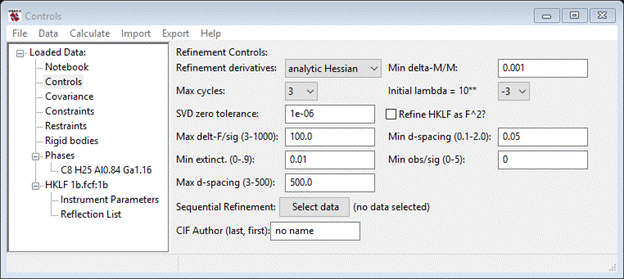 Controls
File Data Calculate Import Export Help
Loaded Data:
Notebook
Controls
Covariance
Constraints
Restraints
Rigid bodies
Phases
C8 H25 Al0.84 Ga1.16
HKLF 1b.fcf:1b
Instrument Parameters
Reflection List
Refinement Controls:
Refinement derivatives: analytic Hessian Min delta-M/M: 0.001
Max cycles: 3 Initial lambda = 10** -3
SVD zero tolerance: 1e-06 Refine HKLF as F^2?
Max delt-F/sig (3-1000): 100.0 Min d-spacing (0.1-2.0): 0.05
Min extinct. (0-.9): 0.01 Min obs/sig (0-5): 0
Max d-spacing (3-500): 500.0
Sequential Refinement: Select data (no data selected)
CIF Author (last, first): no name